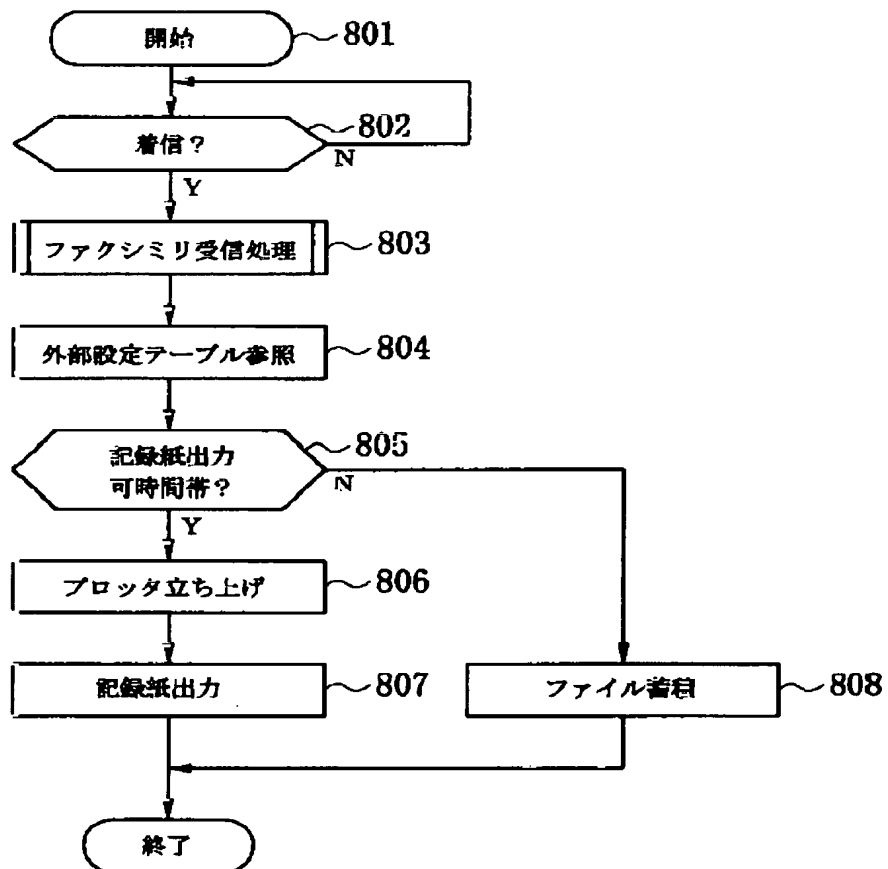 開始
801
着信?
802
N
Y
ファクシミリ受信処理
803
外部設定テーブル参照
804
記録紙出力
可時間帯?
805
N
Y
プロッタ立ち上げ
806
記録紙出力
807
ファイル蓄積
808
終了